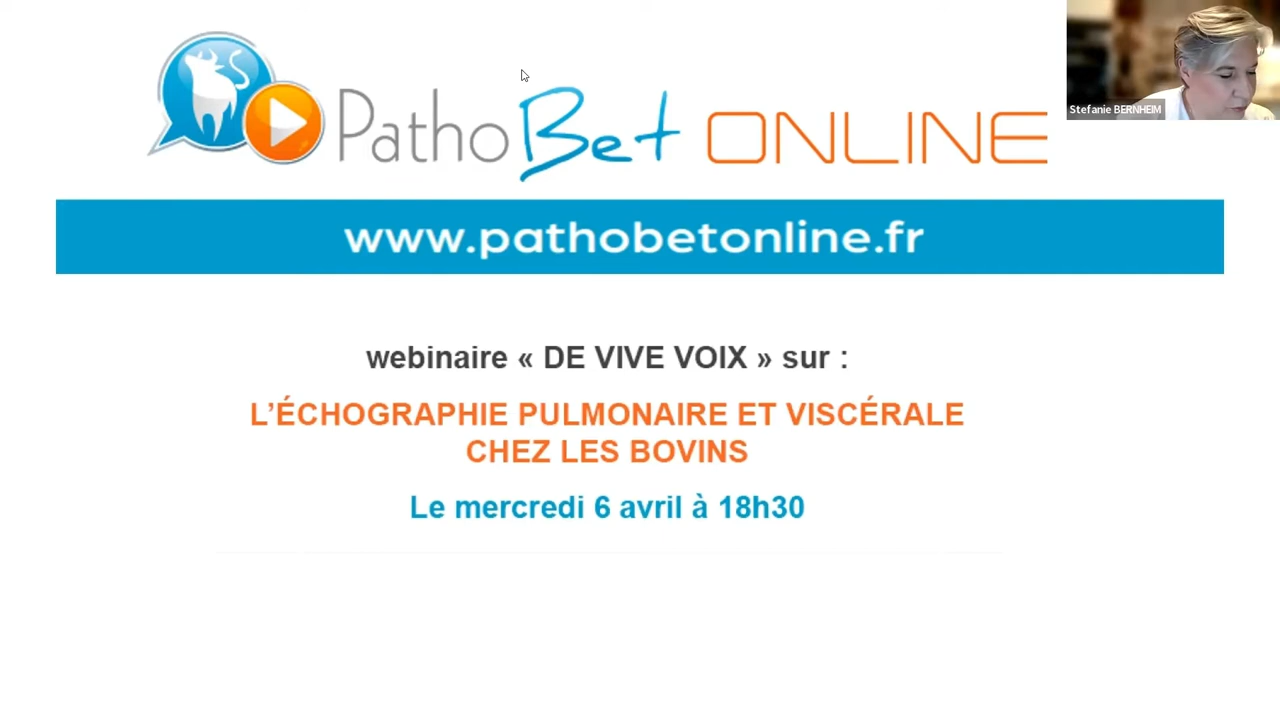 PathoBet ONLINE
Stefanie BERNHEIM
www.pathobetonline.fr
webinaire « DE VIVE VOIX » sur :
L’ÉCHOGRAPHIE PULMONAIRE ET VISCÉRALE
CHEZ LES BOVINS
Le mercredi 6 avril à 18h30